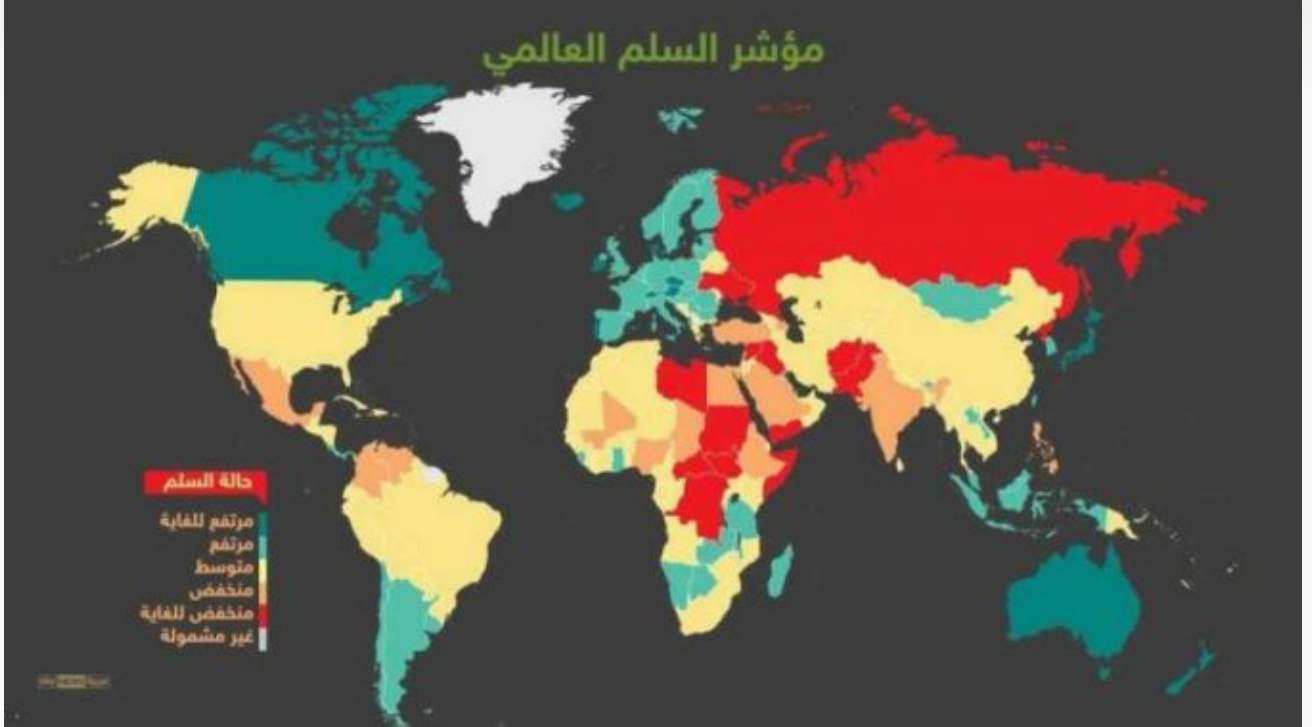 مؤشر السلم العالمي
حالة السلم
مرتفع للغاية
مرتفع
متوسط
منخفض
منخفض للغاية
غير مشمولة